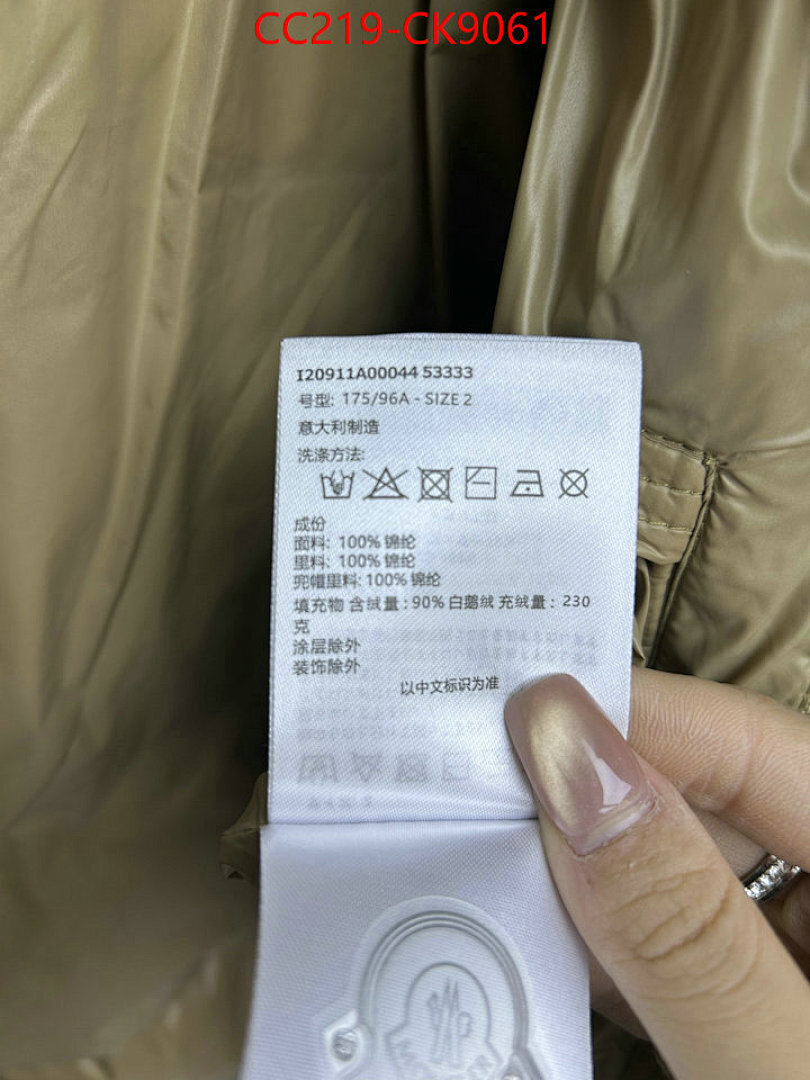 CC219-CK9061
I20911A00044 53333
号型: 175/96A - SIZE 2
意大利制造
洗涤方法:
成份
面料: 100% 锦纶
里料: 100% 锦纶
兜帽里料: 100% 锦纶
填充物 含绒量: 90% 白鹅绒 充绒量: 230
克
涂层除外
装饰除外
以中文标识为准